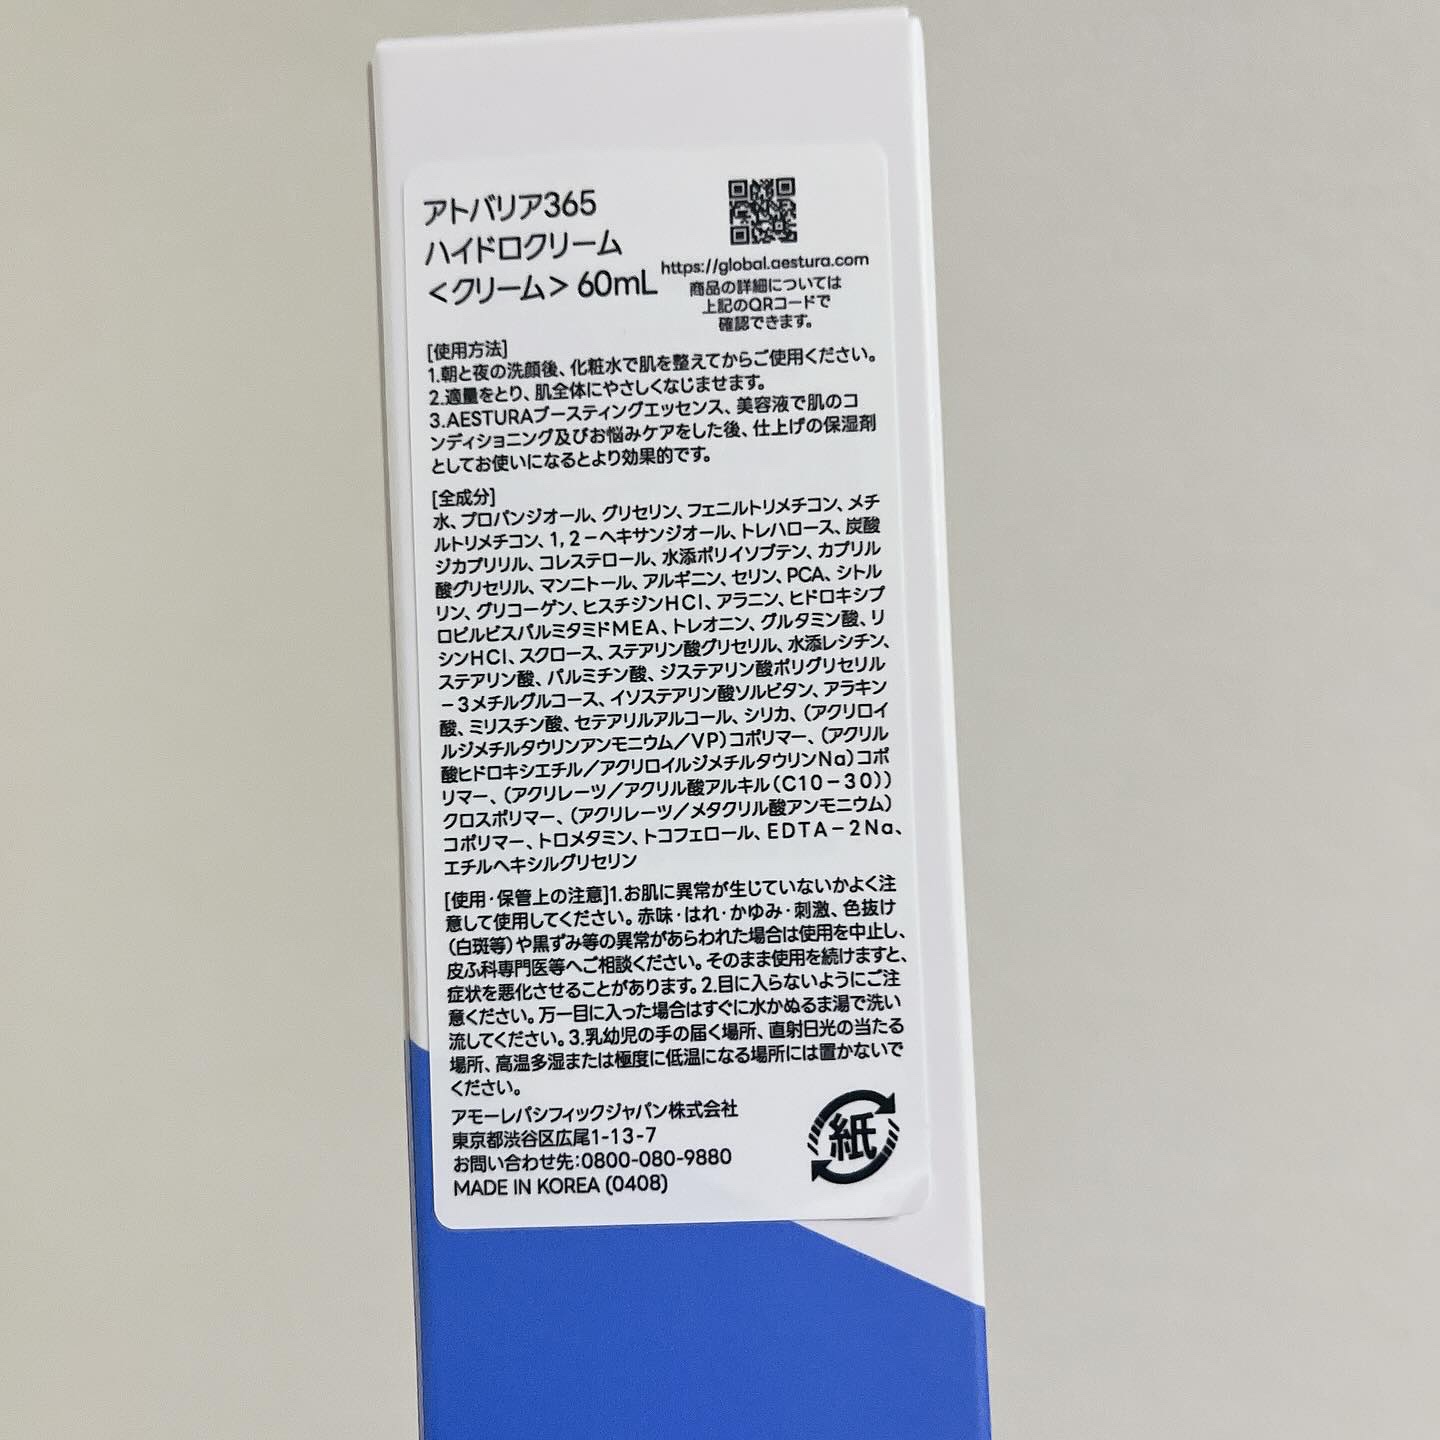 アトバリア365
ハイドロクリーム
<クリーム> 60mL
https://global.aestura.com
商品の詳細については
上記のQRコードで
確認できます。
[使用方法]
1.朝と夜の洗顔後、化粧水で肌を整えてからご使用ください。
2.適量をとり、肌全体にやさしくなじませます。
3.AESTURAブースティングエッセンス、美容液で肌のコ
ンディショニング及びお悩みケアをした後、仕上げの保湿剤
としてお使いになるとより効果的です。
[全成分]
水、プロパンジオール、グリセリン、フェニルトリメチコン、メチ
ルトリメチコン、1,2-ヘキサンジオール、トレハロース、炭酸
ジカプリリル、コレステロール、水添ポリイソブテン、カプリル
酸グリセリル、マンニトール、アルギニン、セリン、PCA、シトル
リン、グリコーゲン、ヒスチジンHCl、アラニン、ヒドロキシプ
ロピルビスパルミタミドMEA、トレオニン、グルタミン酸、リ
シンHCl、スクロース、ステアリン酸グリセリル、水添レシチン、
ステアリン酸、パルミチン酸、ジステアリン酸ポリグリセリル
-3メチルグルコース、イソステアリン酸ソルビタン、アラキン
酸、ミリスチン酸、セテアリルアルコール、シリカ、(アクリロイ
ルジメチルタウリンアンモニウム/VP)コポリマー、(アクリル
酸ヒドロキシエチル/アクリロイルジメチルタウリンNa)コポ
リマー、(アクリレーツ/アクリル酸アルキル(C10-30))
クロスポリマー、(アクリレーツ/メタクリル酸アンモニウム)
コポリマー、トロメタミン、トコフェロール、EDTA-2Na、
エチルヘキシルグリセリン
[使用・保管上の注意]1.お肌に異常が生じていないかよく注
意して使用してください。赤味・はれ・かゆみ・刺激、色抜け
(白斑等)や黒ずみ等の異常があらわれた場合は使用を中止し、
皮ふ科専門医等へご相談ください。そのまま使用を続けますと、
症状を悪化させることがあります。2.目に入らないようにご注
意ください。万一目に入った場合はすぐに水かぬるま湯で洗い
流してください。3.乳幼児の手の届く場所、直射日光の当たる
場所、高温多湿または極度に低温になる場所には置かないで
ください。
アモーレパシフィックジャパン株式会社
東京都渋谷区広尾1-13-7
お問い合わせ先:0800-080-9880
MADE IN KOREA (0408)
紙